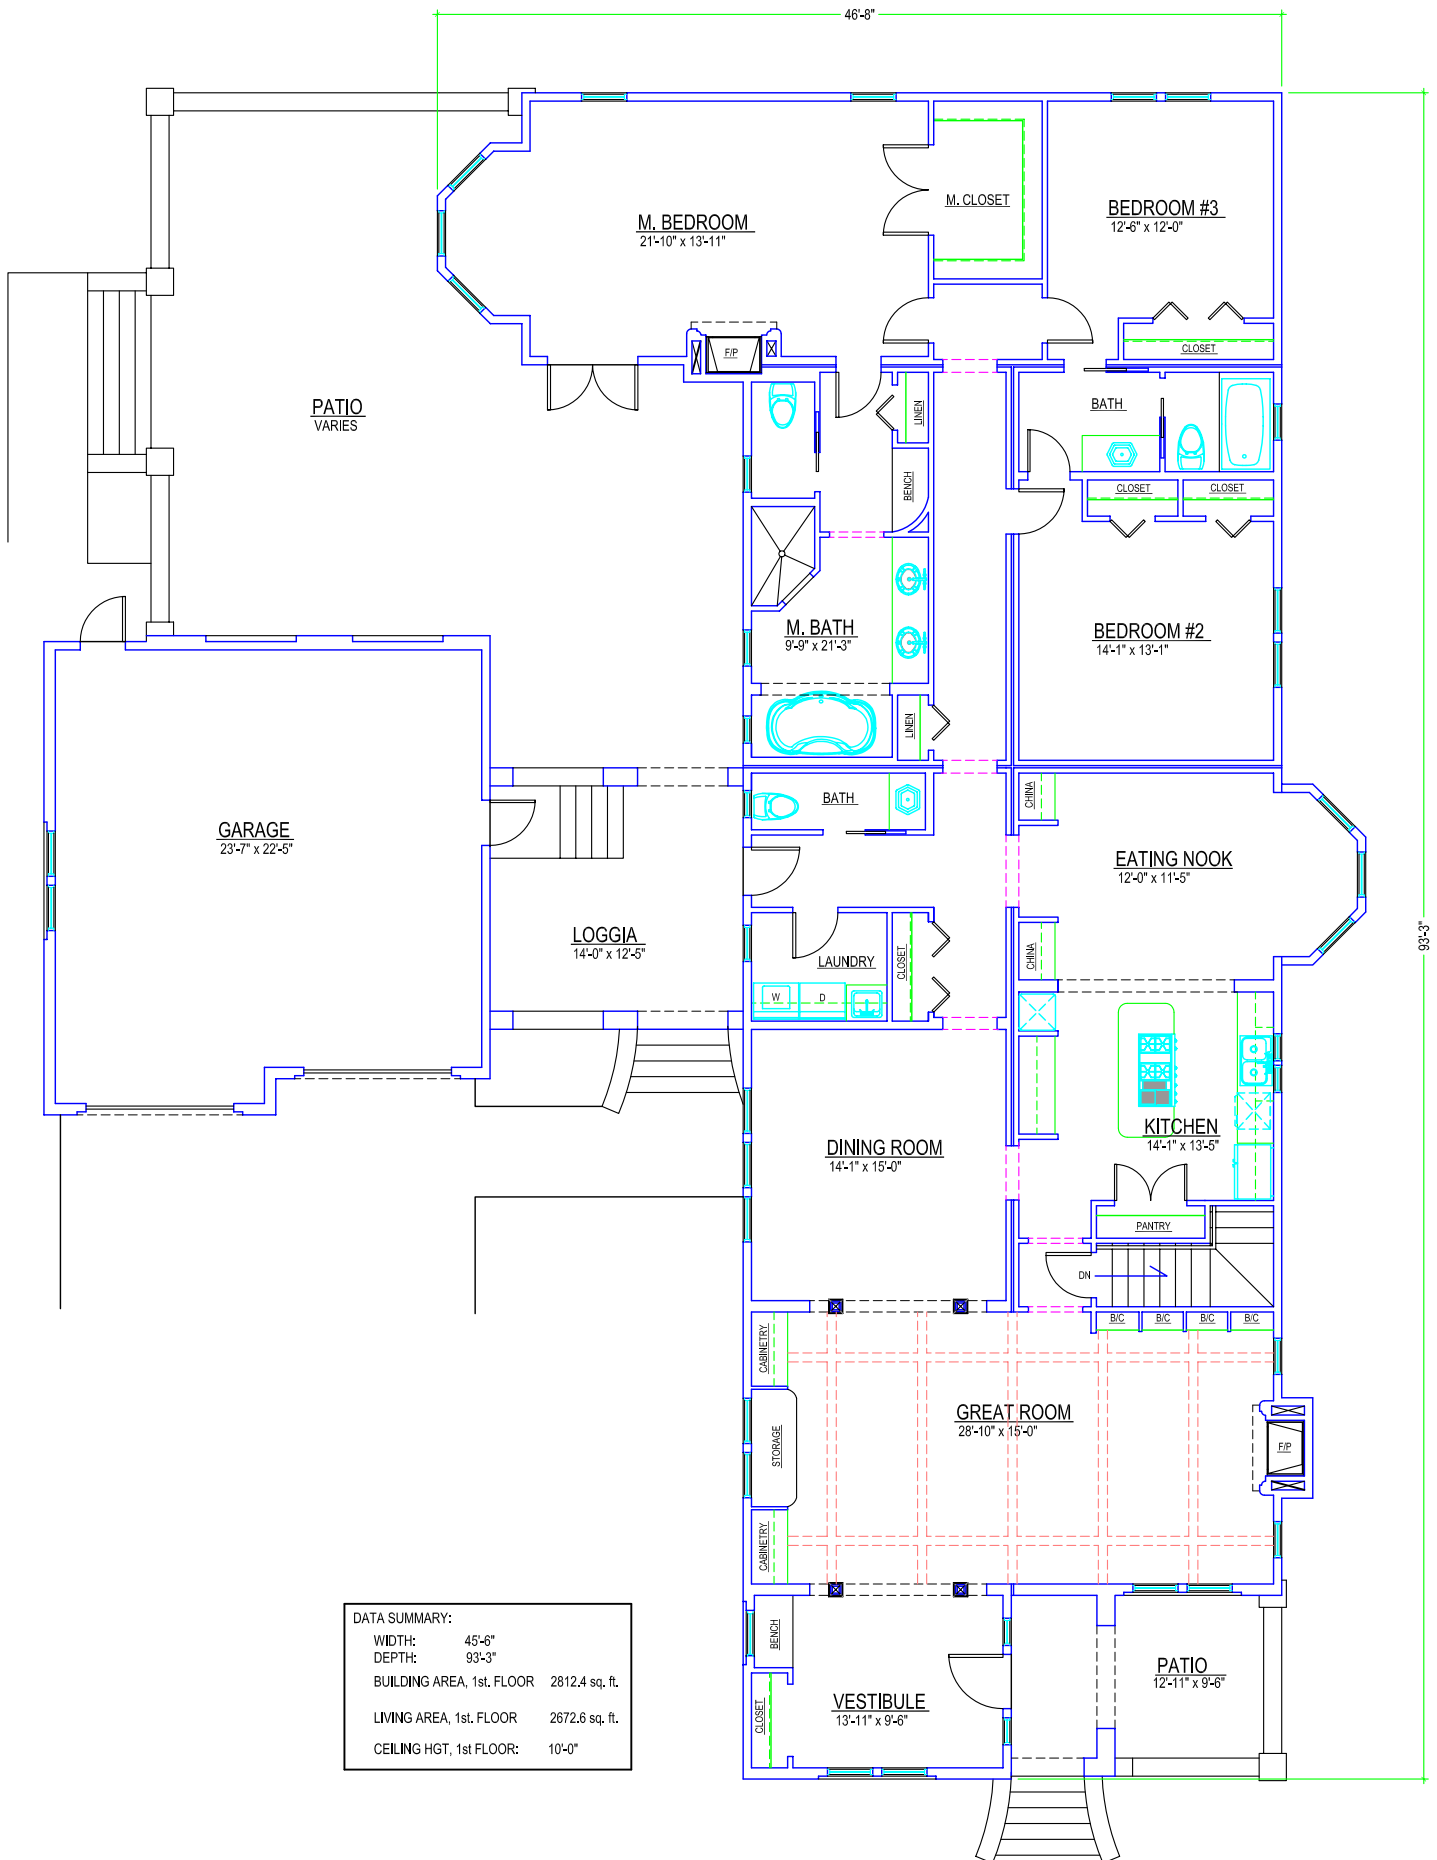 46'-8"
M. BEDROOM
21'-10" x 13'-11"
M. CLOSET
BEDROOM #3
12'-6" x 12'-0"
CLOSET
F/P
PATIO
VARIES
LINEN
BATH
BENCH
CLOSET
CLOSET
M. BATH
9'-9" x 21'-3"
BEDROOM #2
14'-1" x 13'-1"
LINEN
BATH
CHINA
GARAGE
23'-7" x 22'-5"
EATING NOOK
12'-0" x 11'-5"
93'-3"
LOGGIA
14'-0" x 12'-5"
LAUNDRY
CLOSET
CHINA
W
D
KITCHEN
14'-1" x 13'-5"
DINING ROOM
14'-1" x 15'-0"
PANTRY
DN
B/C
B/C
B/C
B/C
CABINETRY
GREAT ROOM
28'-10" x 15'-0"
STORAGE
F/P
CABINETRY
BENCH
PATIO
12'-11" x 9'-6"
VESTIBULE
13'-11" x 9'-6"
CLOSET
DATA SUMMARY:
WIDTH: 45'-6"
DEPTH: 93'-3"
BUILDING AREA, 1st. FLOOR 2812.4 sq. ft.
LIVING AREA, 1st. FLOOR 2672.6 sq. ft.
CEILING HGT, 1st FLOOR: 10'-0"